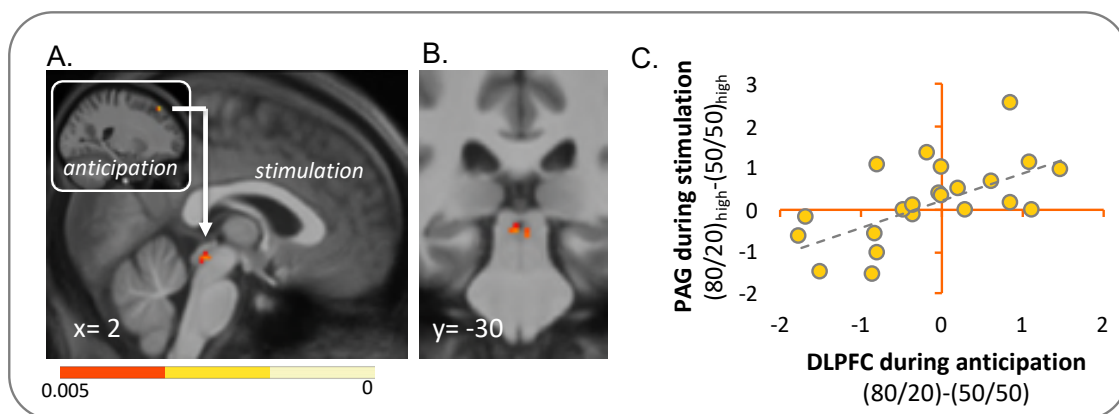 A.
anticipation
stimulation
x= 2
0.005
0
B.
y= -30
C.
PAG during stimulation
(80/20)high-(50/50)high
3
2
1
0
-1
-2
-2
-1
0
1
2
DLPFC during anticipation
(80/20)-(50/50)